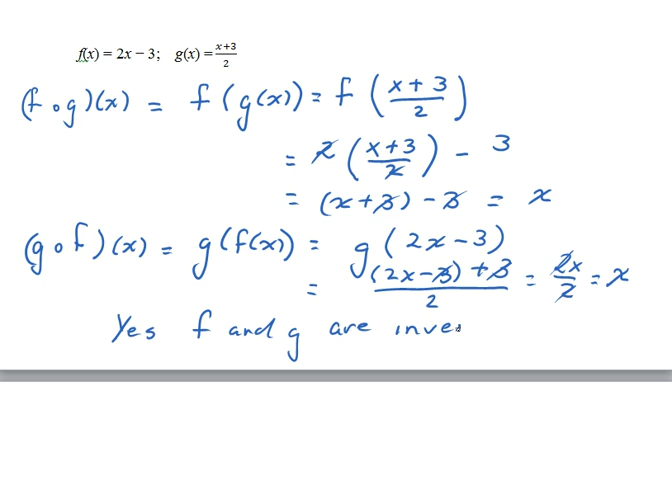 f(x) = 2x − 3; g(x) = (x+3)/2
(f ∘ g)(x) = f(g(x)) = f((x+3)/2)
= 2((x+3)/2) − 3
= (x+3) − 3 = x
(g ∘ f)(x) = g(f(x)) = g(2x−3)
= ((2x−3)+3)/2 = 2x/2 = x
Yes f and g are inve